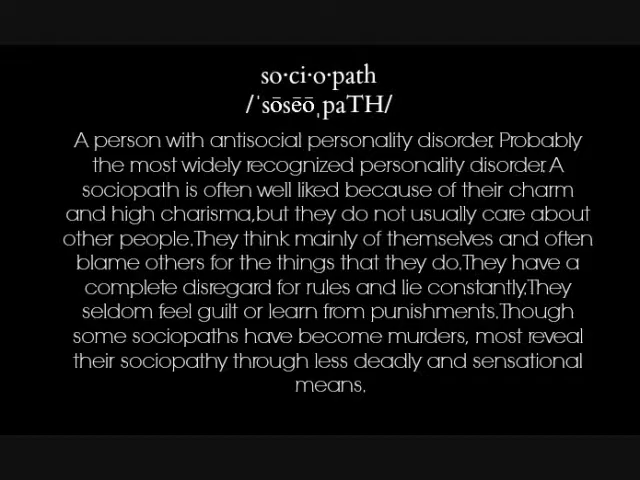 so·ci·o·path
/ˈsōsēōˌpaTH/
A person with antisocial personality disorder. Probably
the most widely recognized personality disorder. A
sociopath is often well liked because of their charm
and high charisma,but they do not usually care about
other people.They think mainly of themselves and often
blame others for the things that they do.They have a
complete disregard for rules and lie constantly.They
seldom feel guilt or learn from punishments.Though
some sociopaths have become murders, most reveal
their sociopathy through less deadly and sensational
means.